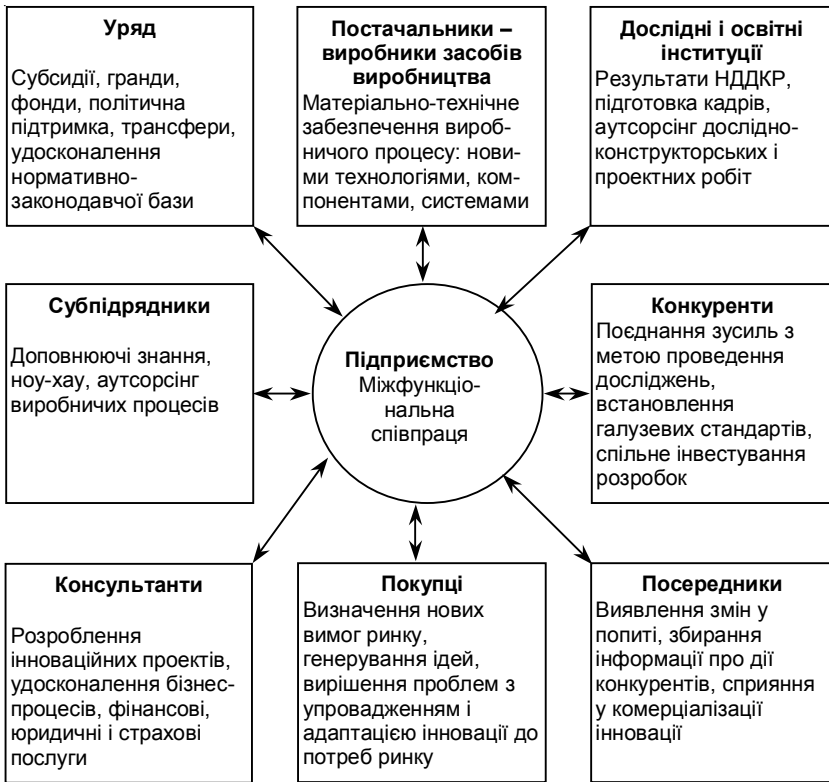 Уряд
Субсидії, гранди,
фонди, політична
підтримка, трансфери,
удосконалення
нормативно-
законодавчої бази
Постачальники –
виробники засобів
виробництва
Матеріально-технічне
забезпечення вироб-
ничого процесу: нови-
ми технологіями, ком-
понентами, системами
Дослідні і освітні
інституції
Результати НДДКР,
підготовка кадрів,
аутсорсінг дослідно-
конструкторських і
проектних робіт
Субпідрядники
Доповнюючі знання,
ноу-хау, аутсорсінг
виробничих процесів
Підприємство
Міжфункціо-
нальна
співпраця
Конкуренти
Поєднання зусиль з
метою проведення
досліджень,
встановлення
галузевих стандартів,
спільне інвестування
розробок
Консультанти
Розроблення
інноваційних проектів,
удосконалення бізнес-
процесів, фінансові,
юридичні і страхові
послуги
Покупці
Визначення нових
вимог ринку,
генерування ідей,
вирішення проблем з
упровадженням і
адаптацією інновації до
потреб ринку
Посередники
Виявлення змін у
попиті, збирання
інформації про дії
конкурентів, сприяння
у комерціалізації
інновації